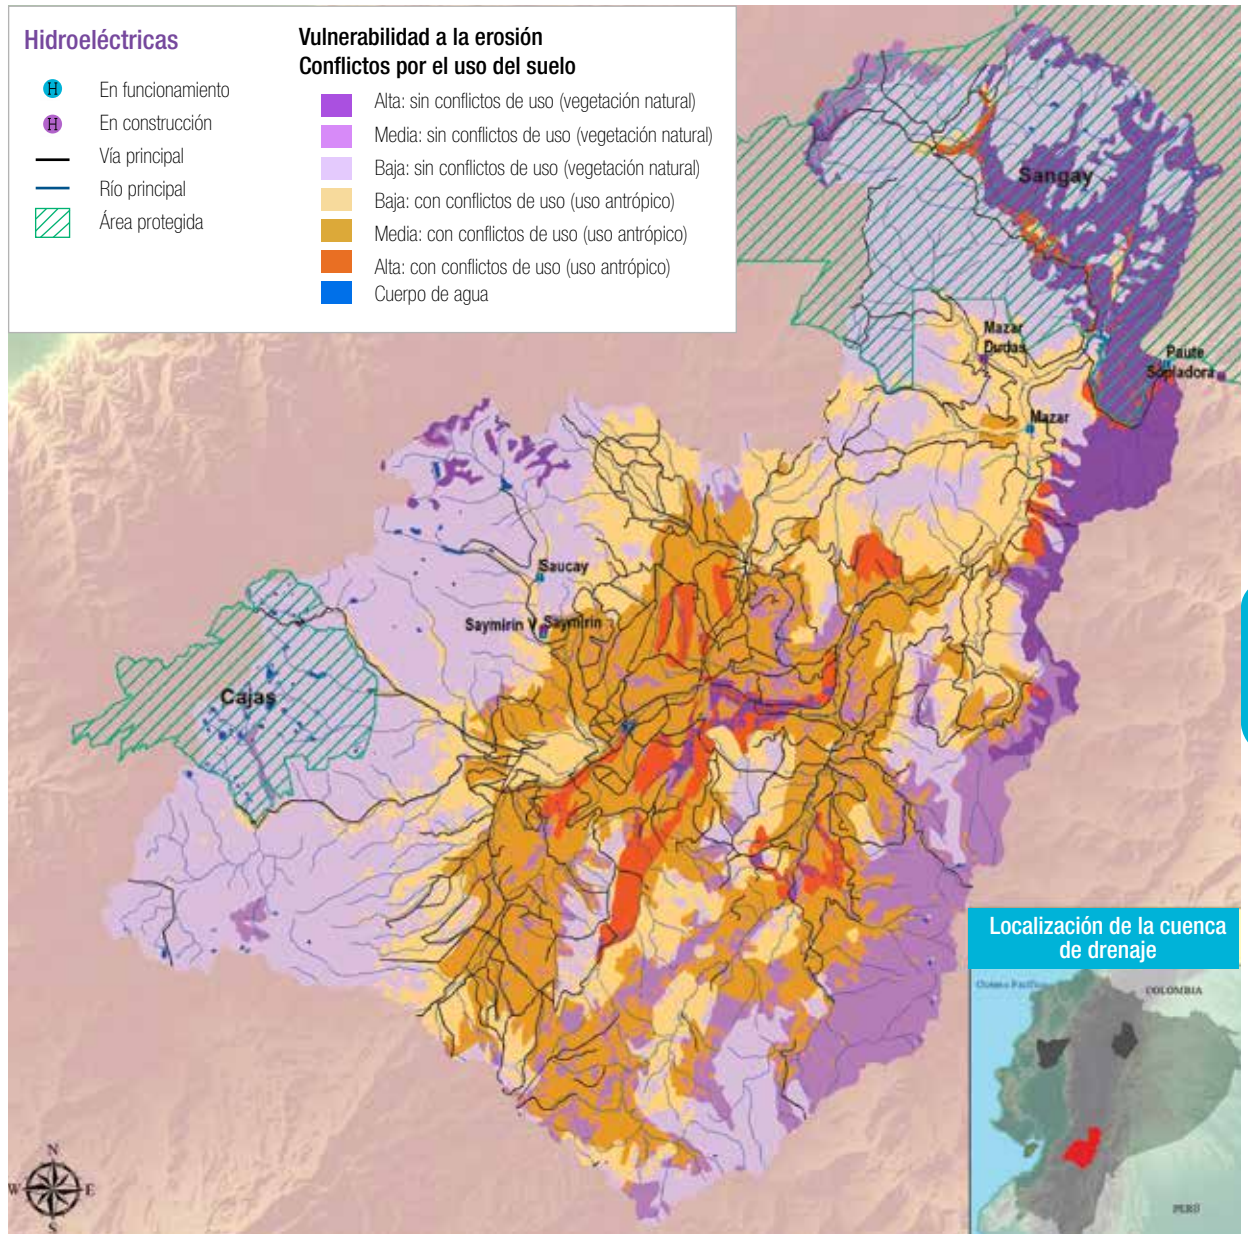 Hidroeléctricas
H En funcionamiento
H En construcción
Vía principal
Río principal
Área protegida
Vulnerabilidad a la erosión
Conflictos por el uso del suelo
Alta: sin conflictos de uso (vegetación natural)
Media: sin conflictos de uso (vegetación natural)
Baja: sin conflictos de uso (vegetación natural)
Baja: con conflictos de uso (uso antrópico)
Media: con conflictos de uso (uso antrópico)
Alta: con conflictos de uso (uso antrópico)
Cuerpo de agua
Sangay
Mazar
Dudas
Paute
Sopladora
Mazar
Saucay
Saymirín V Saymirín
Cajas
Localización de la cuenca
de drenaje
Océano Pacífico
COLOMBIA
PERÚ
N
W E
S